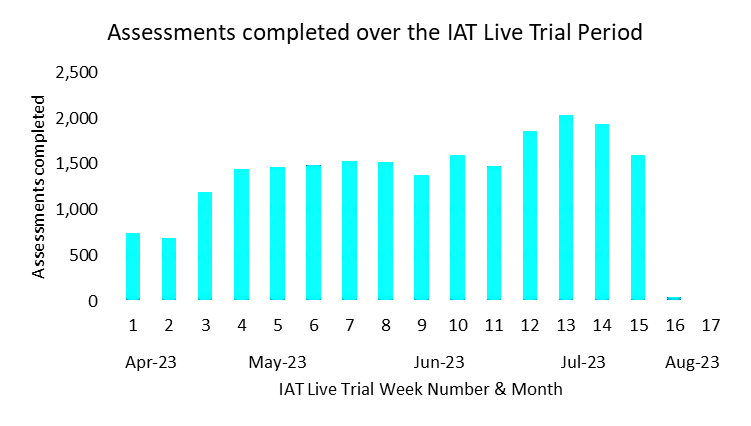 Assessments completed over the IAT Live Trial Period
2,500
2,000
1,500
1,000
500
0
Assessments completed
1 2 3 4 5 6 7 8 9 10 11 12 13 14 15 16 17
Apr-23 May-23 Jun-23 Jul-23 Aug-23
IAT Live Trial Week Number & Month